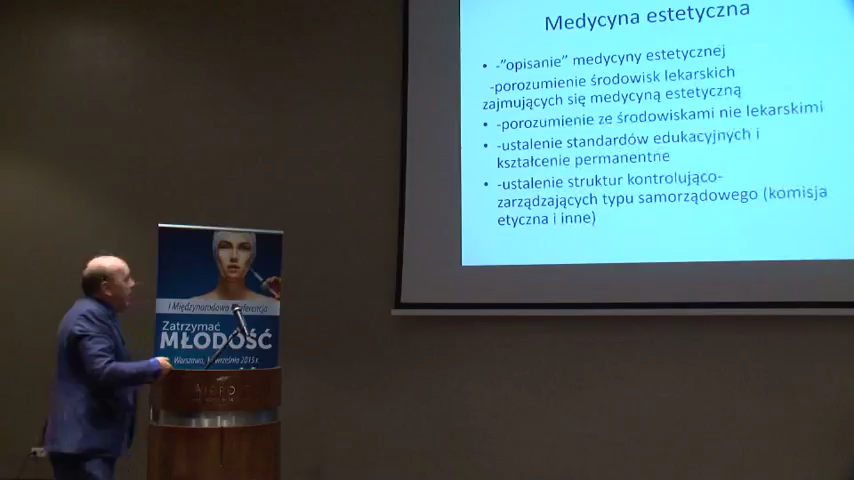 Medycyna estetyczna
• -"opisanie" medycyny estetycznej
-porozumienie środowisk lekarskich
zajmujących się medycyną estetyczną
• -porozumienie ze środowiskami nie lekarskimi
• -ustalenie standardów edukacyjnych i
kształcenie permanentne
• -ustalenie struktur kontrolująco-
zarządzających typu samorządowego (komisja
etyczna i inne)
I Międzynarodowa Konferencja
Zatrzymać
MŁODOŚĆ
Warszawa, września 2015 r.